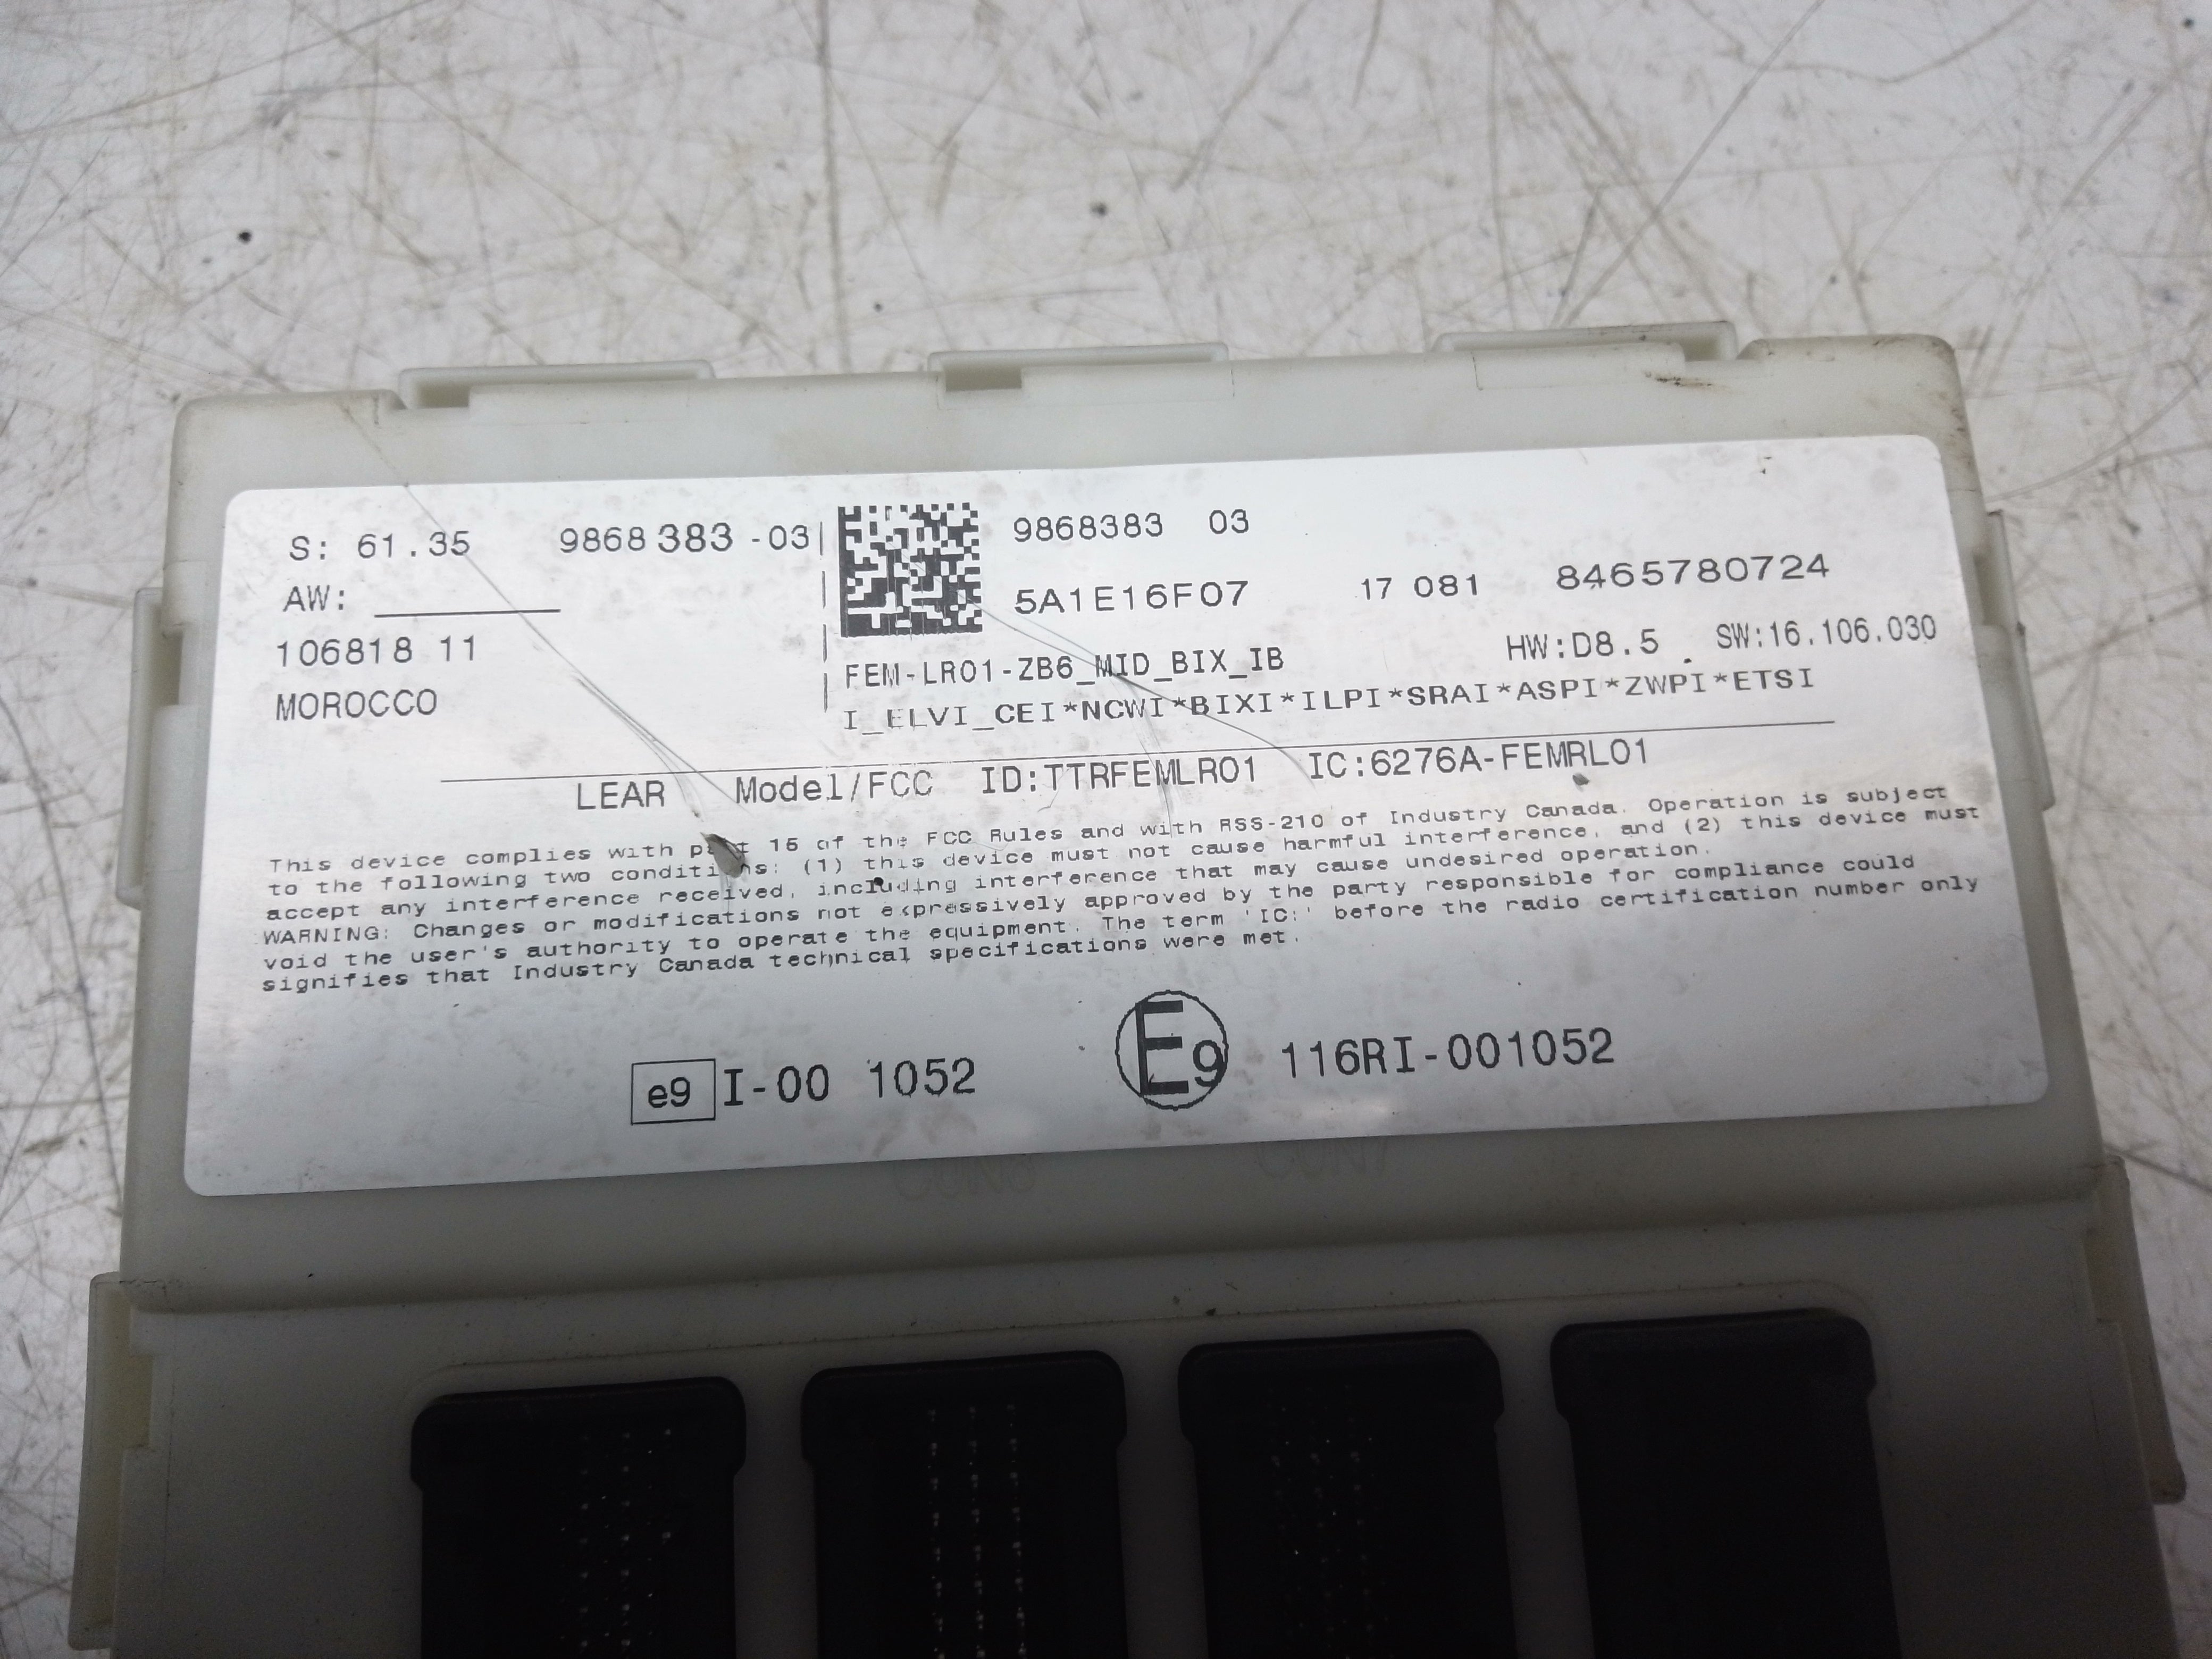 S: 61.35 9868 383 -03
AW:
106818 11
MOROCCO
9868383 03
5A1E16F07 17 081 8465780724
FEM-LR01-ZB6_MID_BIX_IB HW:D8.5 SW:16.106.030
I_ELVI_CEI*NCWI*BIXI*ILPI*SRAI*ASPI*ZWPI*ETSI
LEAR Model/FCC ID:TTRFEMLR01 IC:6276A-FEMRL01
This device complies with part 15 of the FCC Rules and with RSS-210 of Industry Canada. Operation is subject
to the following two conditions: (1) this device must not cause harmful interference, and (2) this device must
accept any interference received, including interference that may cause undesired operation.
WARNING: Changes or modifications not expressively approved by the party responsible for compliance could
void the user's authority to operate the equipment. The term 'IC:' before the radio certification number only
signifies that Industry Canada technical specifications were met.
e9 I-00 1052 E9 116RI-001052